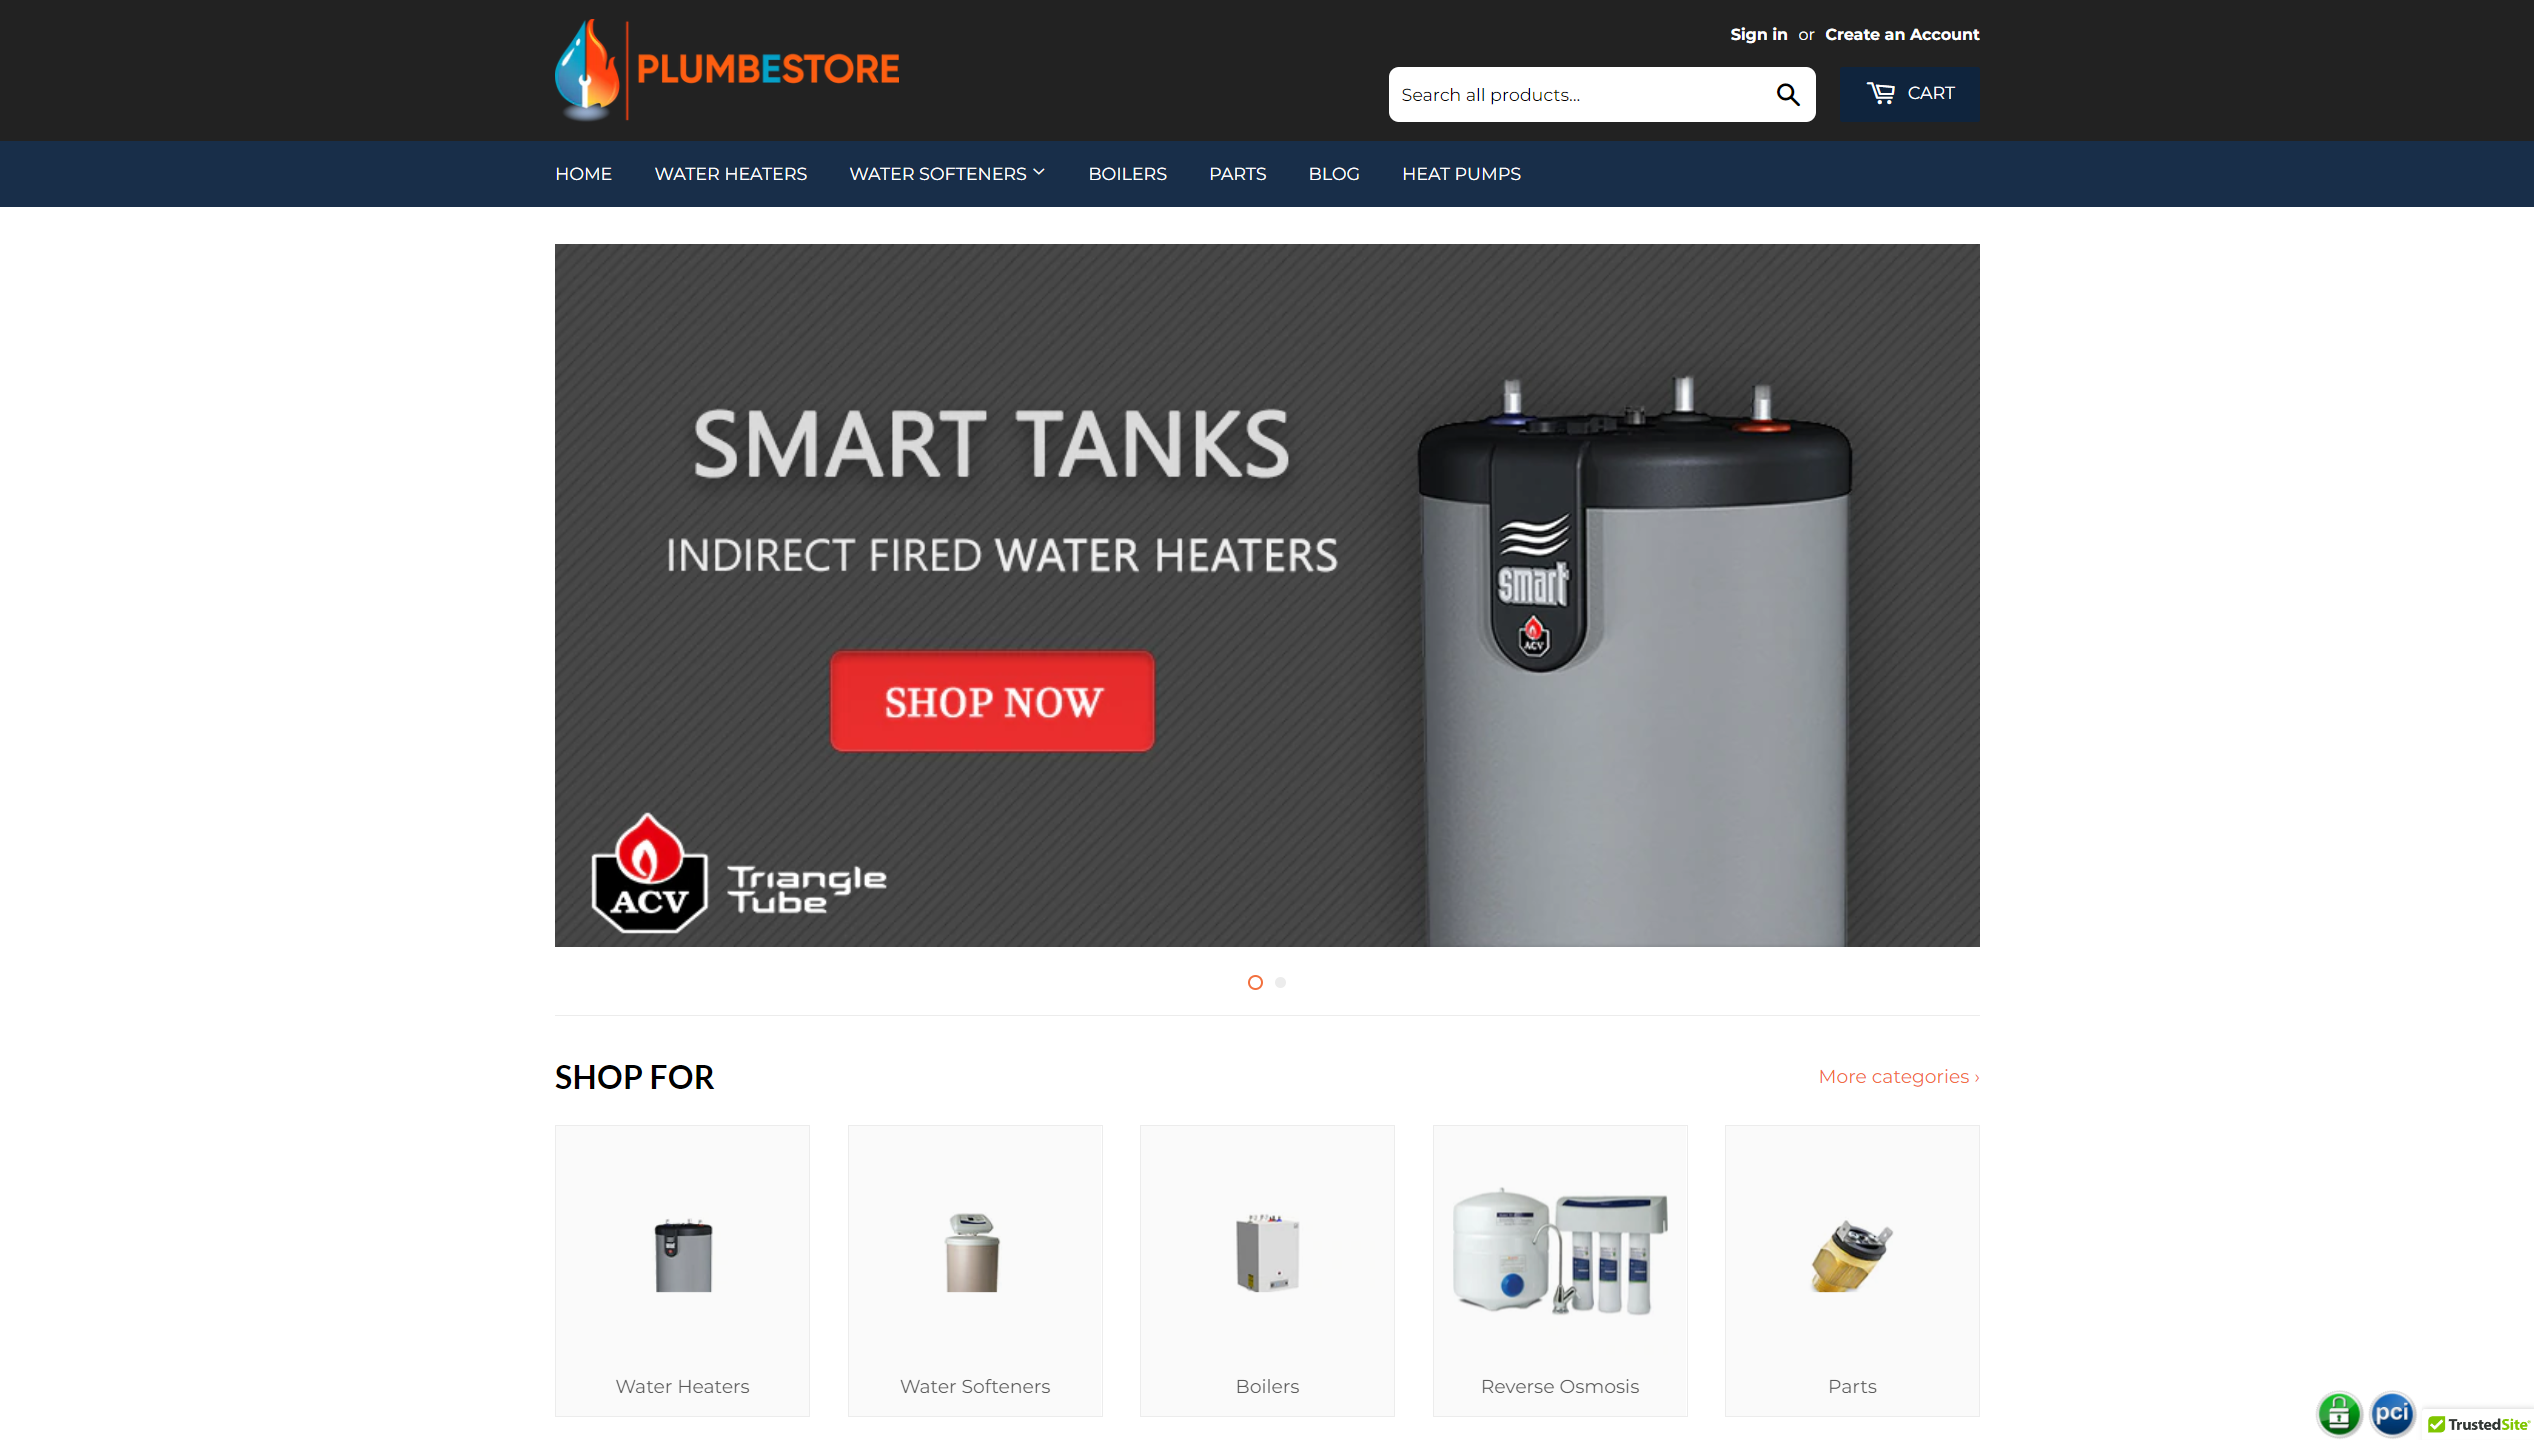 PLUMBESTORE
Sign in or Create an Account
Search all products...
CART
HOME WATER HEATERS WATER SOFTENERS BOILERS PARTS BLOG HEAT PUMPS
SMART TANKS
INDIRECT FIRED WATER HEATERS
SHOP NOW
smart
ACV
ACV
Triangle
Tube
SHOP FOR
More categories ›
Water Heaters
Water Softeners
Boilers
Reverse Osmosis
Parts
pci
TrustedSite